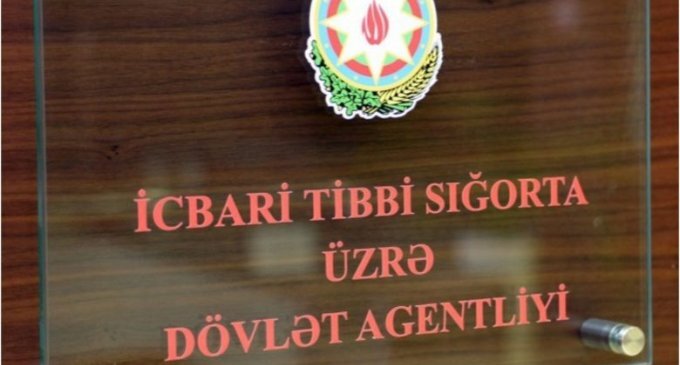 İCBARİ TİBBİ SIĞORTA
ÜZRƏ
DÖVLƏT AGENTLİYİ